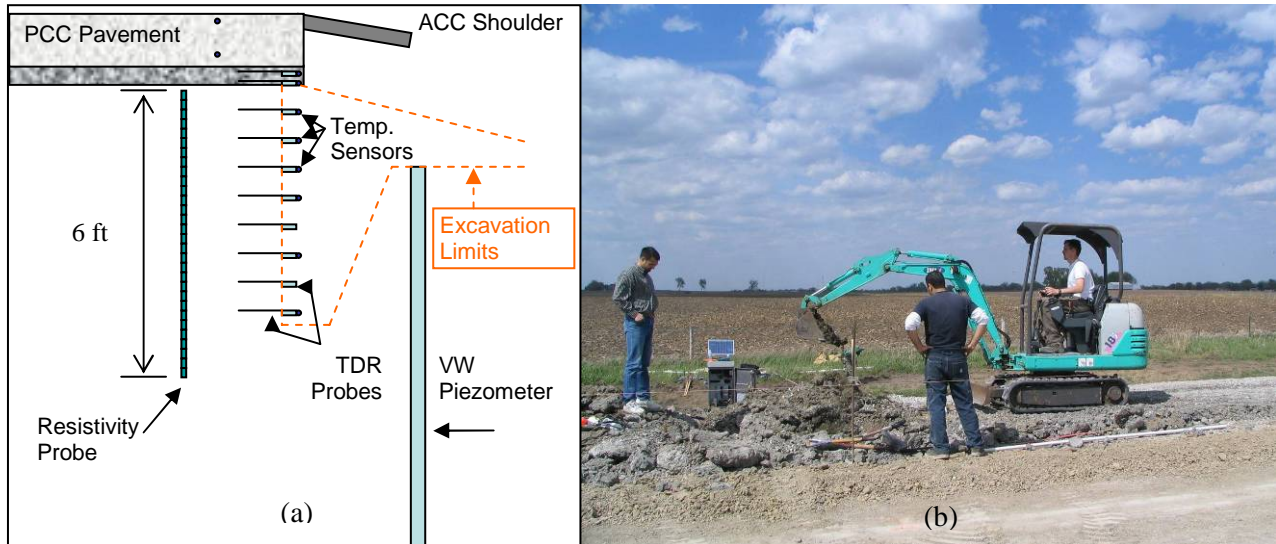 PCC Pavement
ACC Shoulder
Temp.
Sensors
6 ft
Excavation
Limits
TDR
Probes
VW
Piezometer
Resistivity
Probe
(a)
(b)